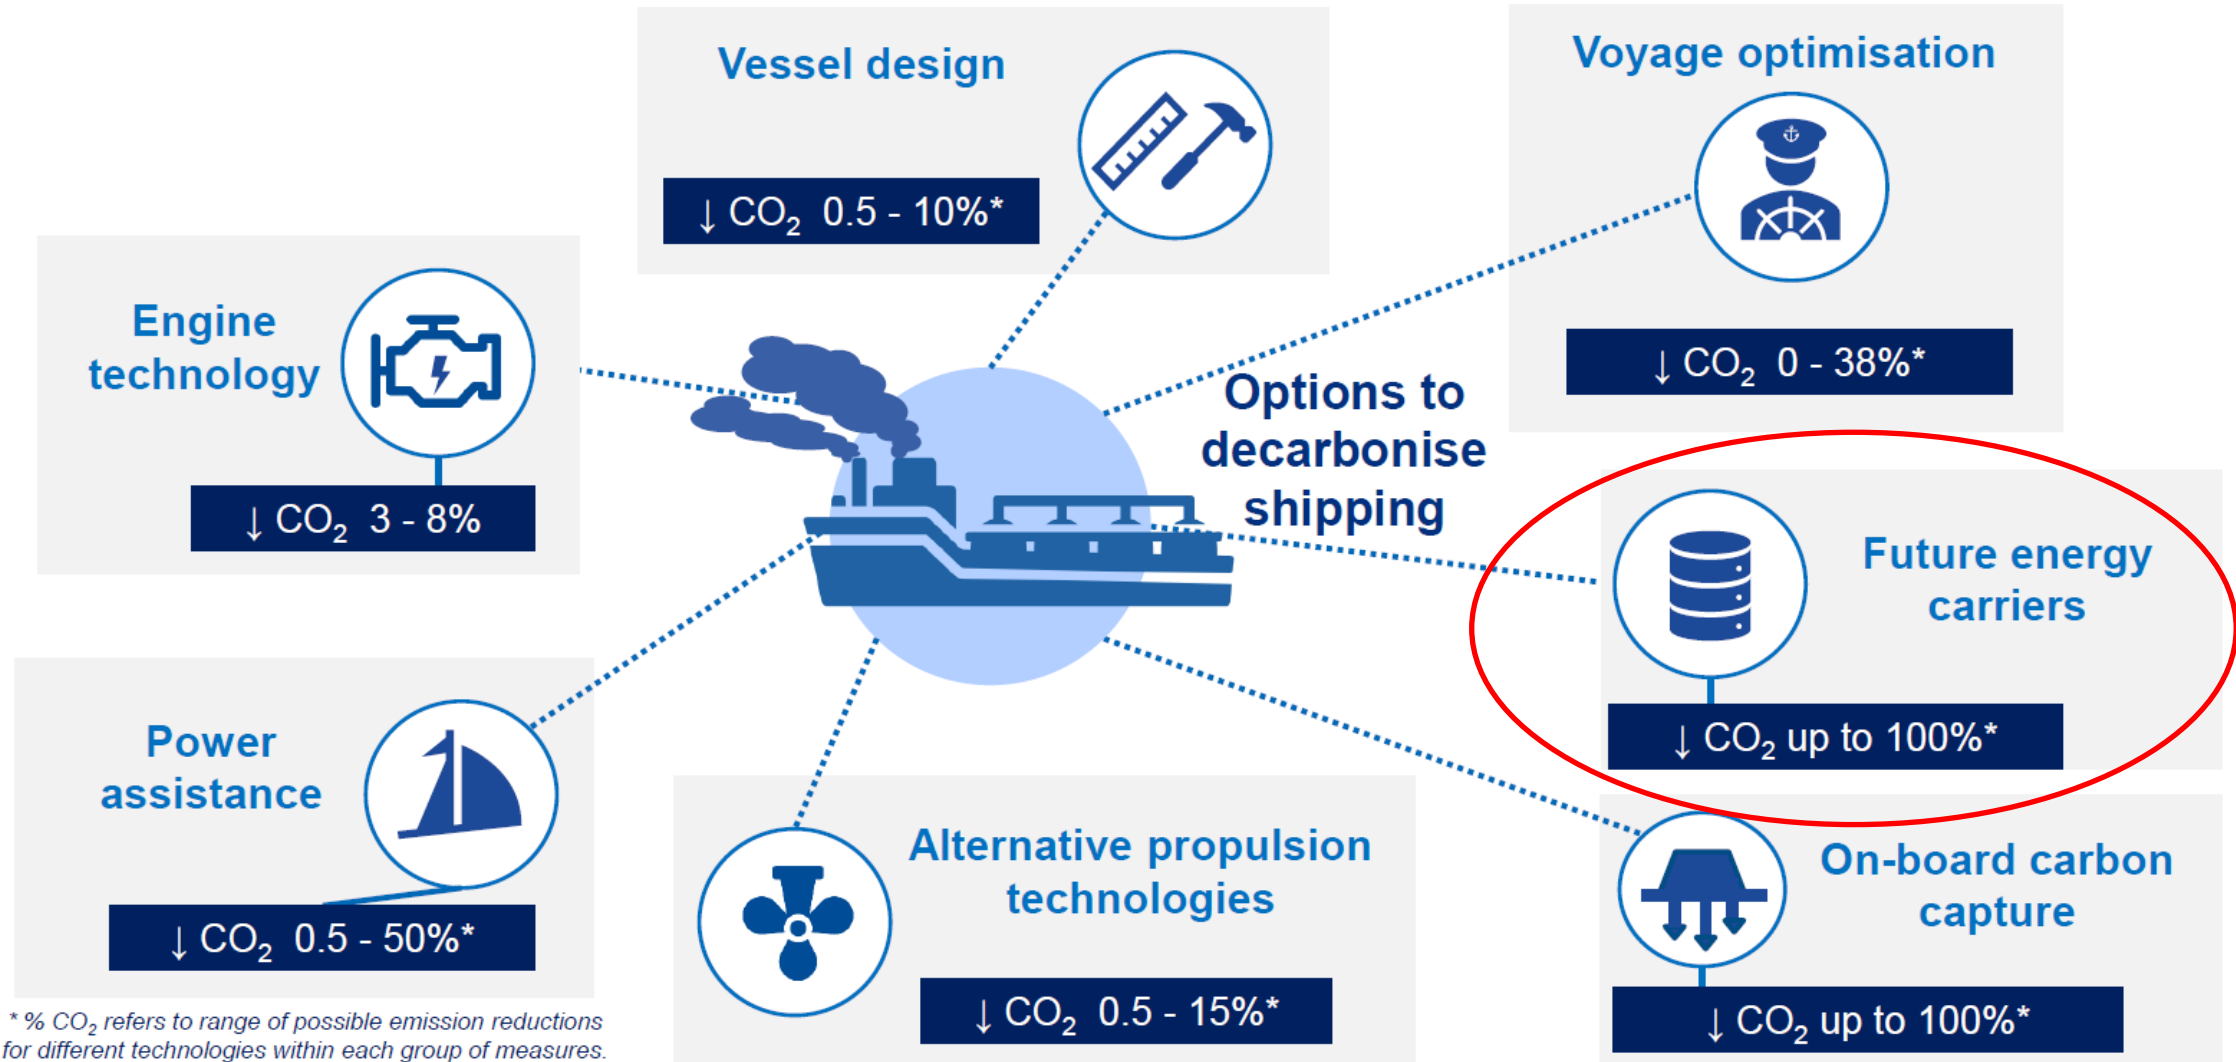 Vessel design
↓ CO₂ 0.5 - 10%*
Voyage optimisation
↓ CO₂ 0 - 38%*
Engine
technology
↓ CO₂ 3 - 8%
Options to
decarbonise
shipping
Future energy
carriers
↓ CO₂ up to 100%*
Power
assistance
↓ CO₂ 0.5 - 50%*
Alternative propulsion
technologies
↓ CO₂ 0.5 - 15%*
On-board carbon
capture
↓ CO₂ up to 100%*
* % CO₂ refers to range of possible emission reductions
for different technologies within each group of measures.